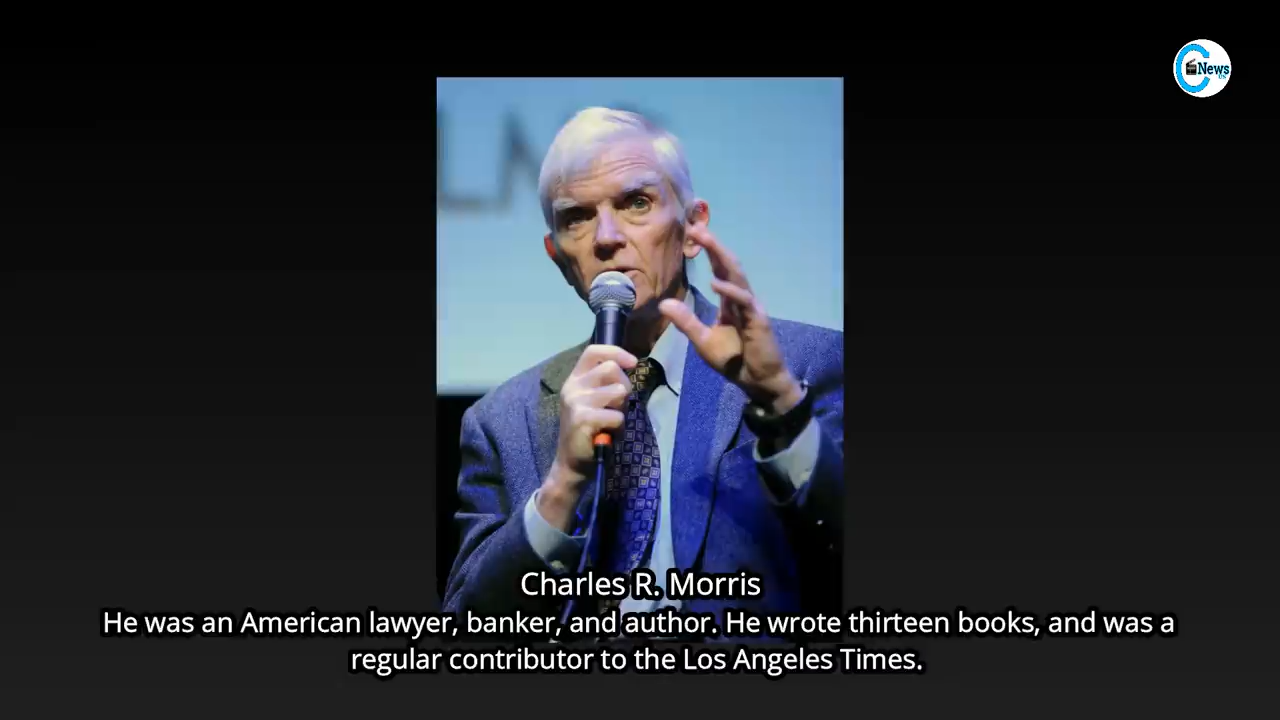 News
LM
Charles R. Morris
He was an American lawyer, banker, and author. He wrote thirteen books, and was a
regular contributor to the Los Angeles Times.